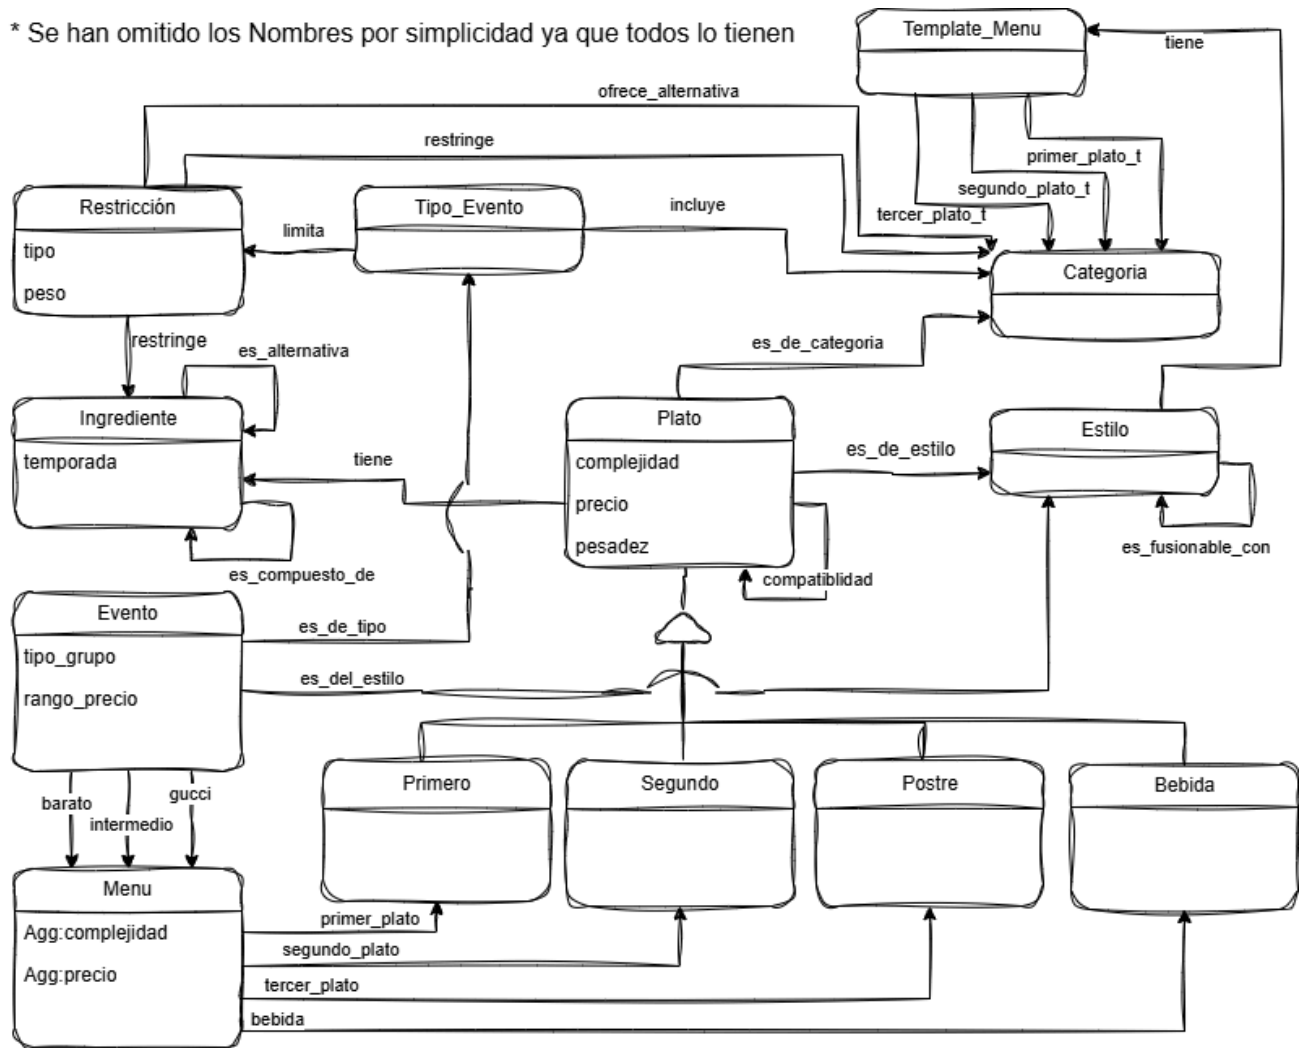 * Se han omitido los Nombres por simplicidad ya que todos lo tienen
Template_Menu
tiene
ofrece_alternativa
restringe
primer_plato_t
segundo_plato_t
tercer_plato_t
Restricción
tipo
peso
limita
Tipo_Evento
incluye
Categoria
restringe
es_alternativa
es_de_categoria
Ingrediente
temporada
tiene
Plato
complejidad
precio
pesadez
es_de_estilo
Estilo
es_fusionable_con
es_compuesto_de
compatiblidad
Evento
tipo_grupo
rango_precio
es_de_tipo
es_del_estilo
barato
intermedio
gucci
Primero
Segundo
Postre
Bebida
Menu
Agg:complejidad
Agg:precio
primer_plato
segundo_plato
tercer_plato
bebida